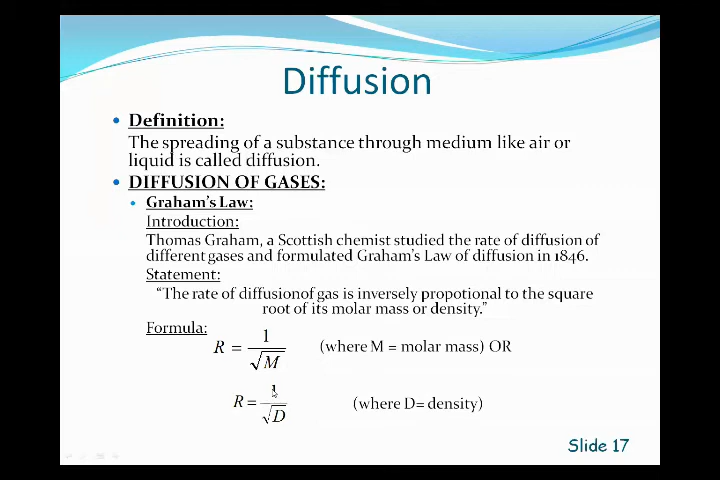 Diffusion
• Definition:
The spreading of a substance through medium like air or
liquid is called diffusion.
• DIFFUSION OF GASES:
• Graham's Law:
Introduction:
Thomas Graham, a Scottish chemist studied the rate of diffusion of
different gases and formulated Graham's Law of diffusion in 1846.
Statement:
"The rate of diffusionof gas is inversely propotional to the square
root of its molar mass or density."
Formula:
R = 1/√M (where M = molar mass) OR
R = 1/√D (where D= density)
Slide 17